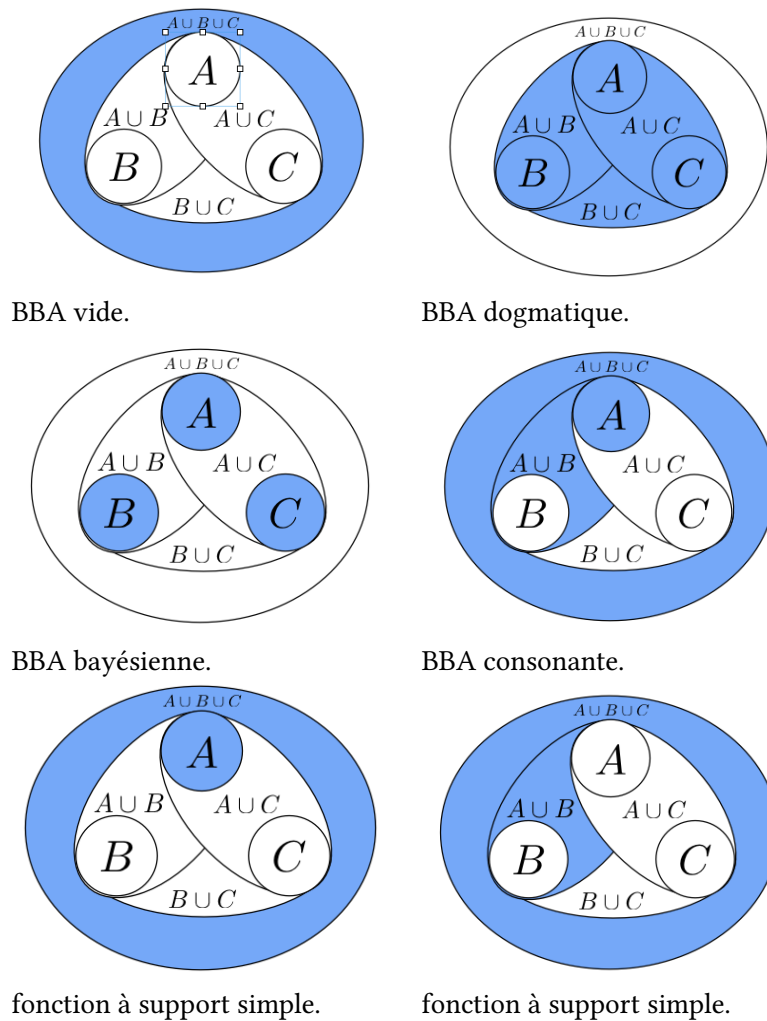 A ∪ B ∪ C
A
A ∪ B
A ∪ C
B
C
B ∪ C
BBA vide.
A ∪ B ∪ C
A
A ∪ B
A ∪ C
B
C
B ∪ C
BBA dogmatique.
A ∪ B ∪ C
A
A ∪ B
A ∪ C
B
C
B ∪ C
BBA bayésienne.
A ∪ B ∪ C
A
A ∪ B
A ∪ C
B
C
B ∪ C
BBA consonante.
A ∪ B ∪ C
A
A ∪ B
A ∪ C
B
C
B ∪ C
fonction à support simple.
A ∪ B ∪ C
A
A ∪ B
A ∪ C
B
C
B ∪ C
fonction à support simple.